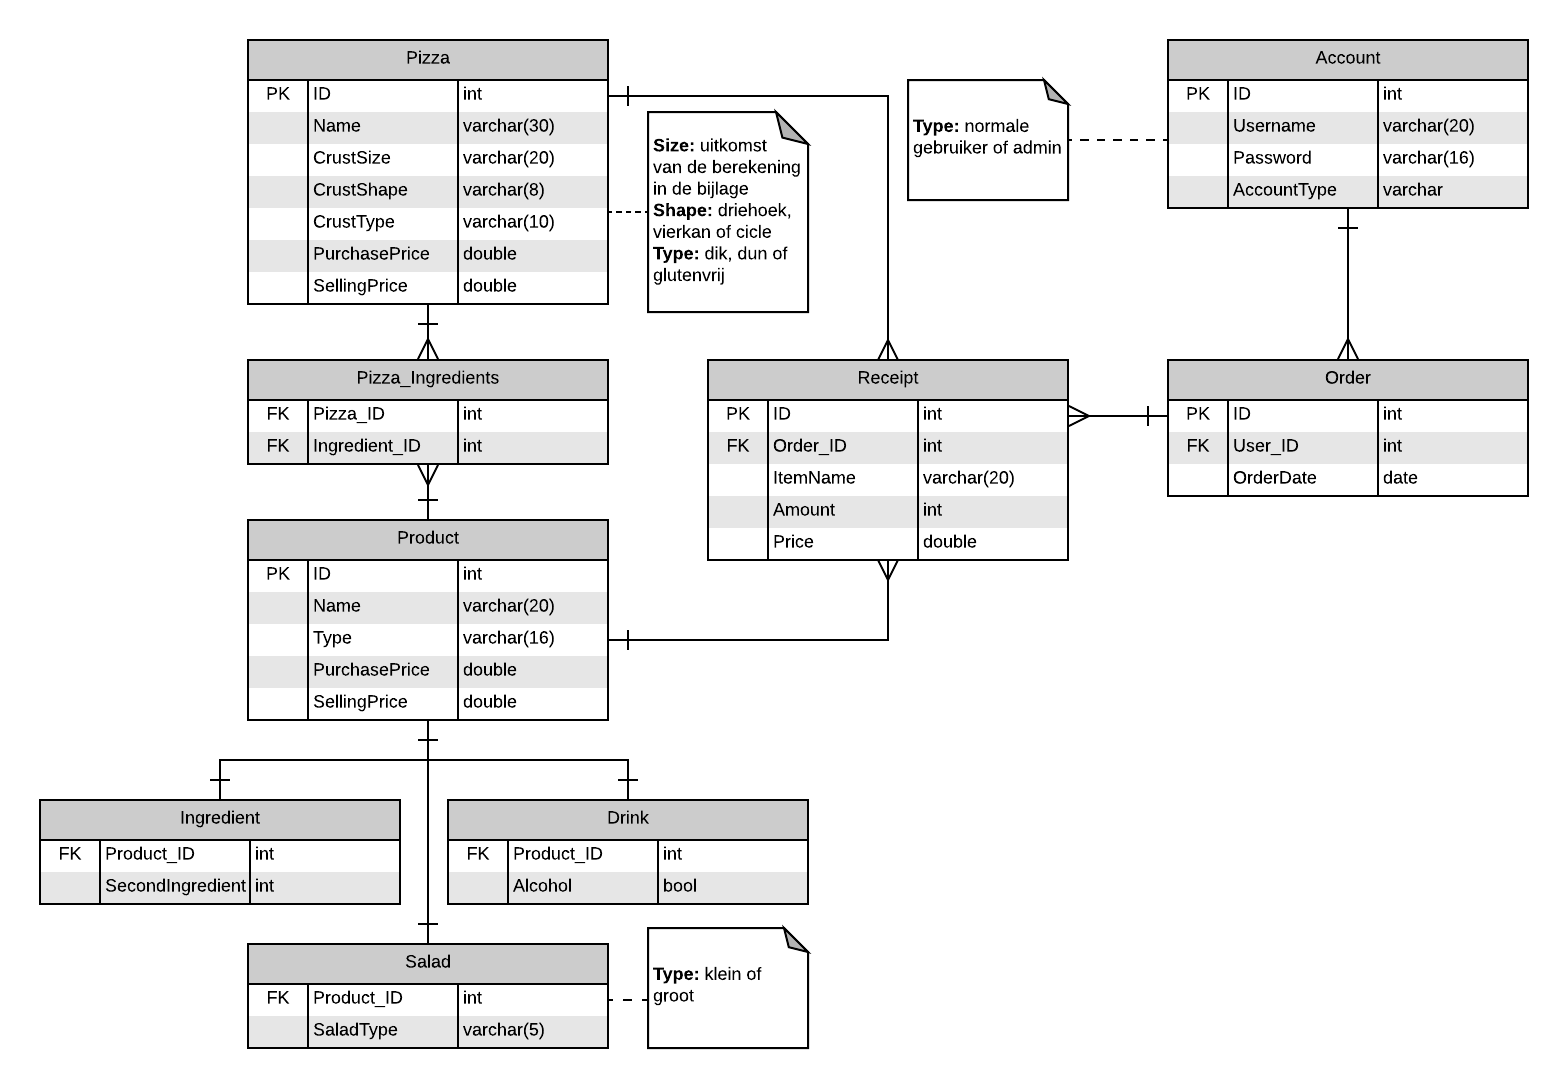 Pizza
PK ID int
Name varchar(30)
CrustSize varchar(20)
CrustShape varchar(8)
CrustType varchar(10)
PurchasePrice double
SellingPrice double
Size: uitkomst
van de berekening
in de bijlage
Shape: driehoek,
vierkan of cicle
Type: dik, dun of
glutenvrij
Type: normale
gebruiker of admin
Account
PK ID int
Username varchar(20)
Password varchar(16)
AccountType varchar
Pizza_Ingredients
FK Pizza_ID int
FK Ingredient_ID int
Receipt
PK ID int
FK Order_ID int
ItemName varchar(20)
Amount int
Price double
Order
PK ID int
FK User_ID int
OrderDate date
Product
PK ID int
Name varchar(20)
Type varchar(16)
PurchasePrice double
SellingPrice double
Ingredient
FK Product_ID int
SecondIngredient int
Drink
FK Product_ID int
Alcohol bool
Salad
FK Product_ID int
SaladType varchar(5)
Type: klein of
groot